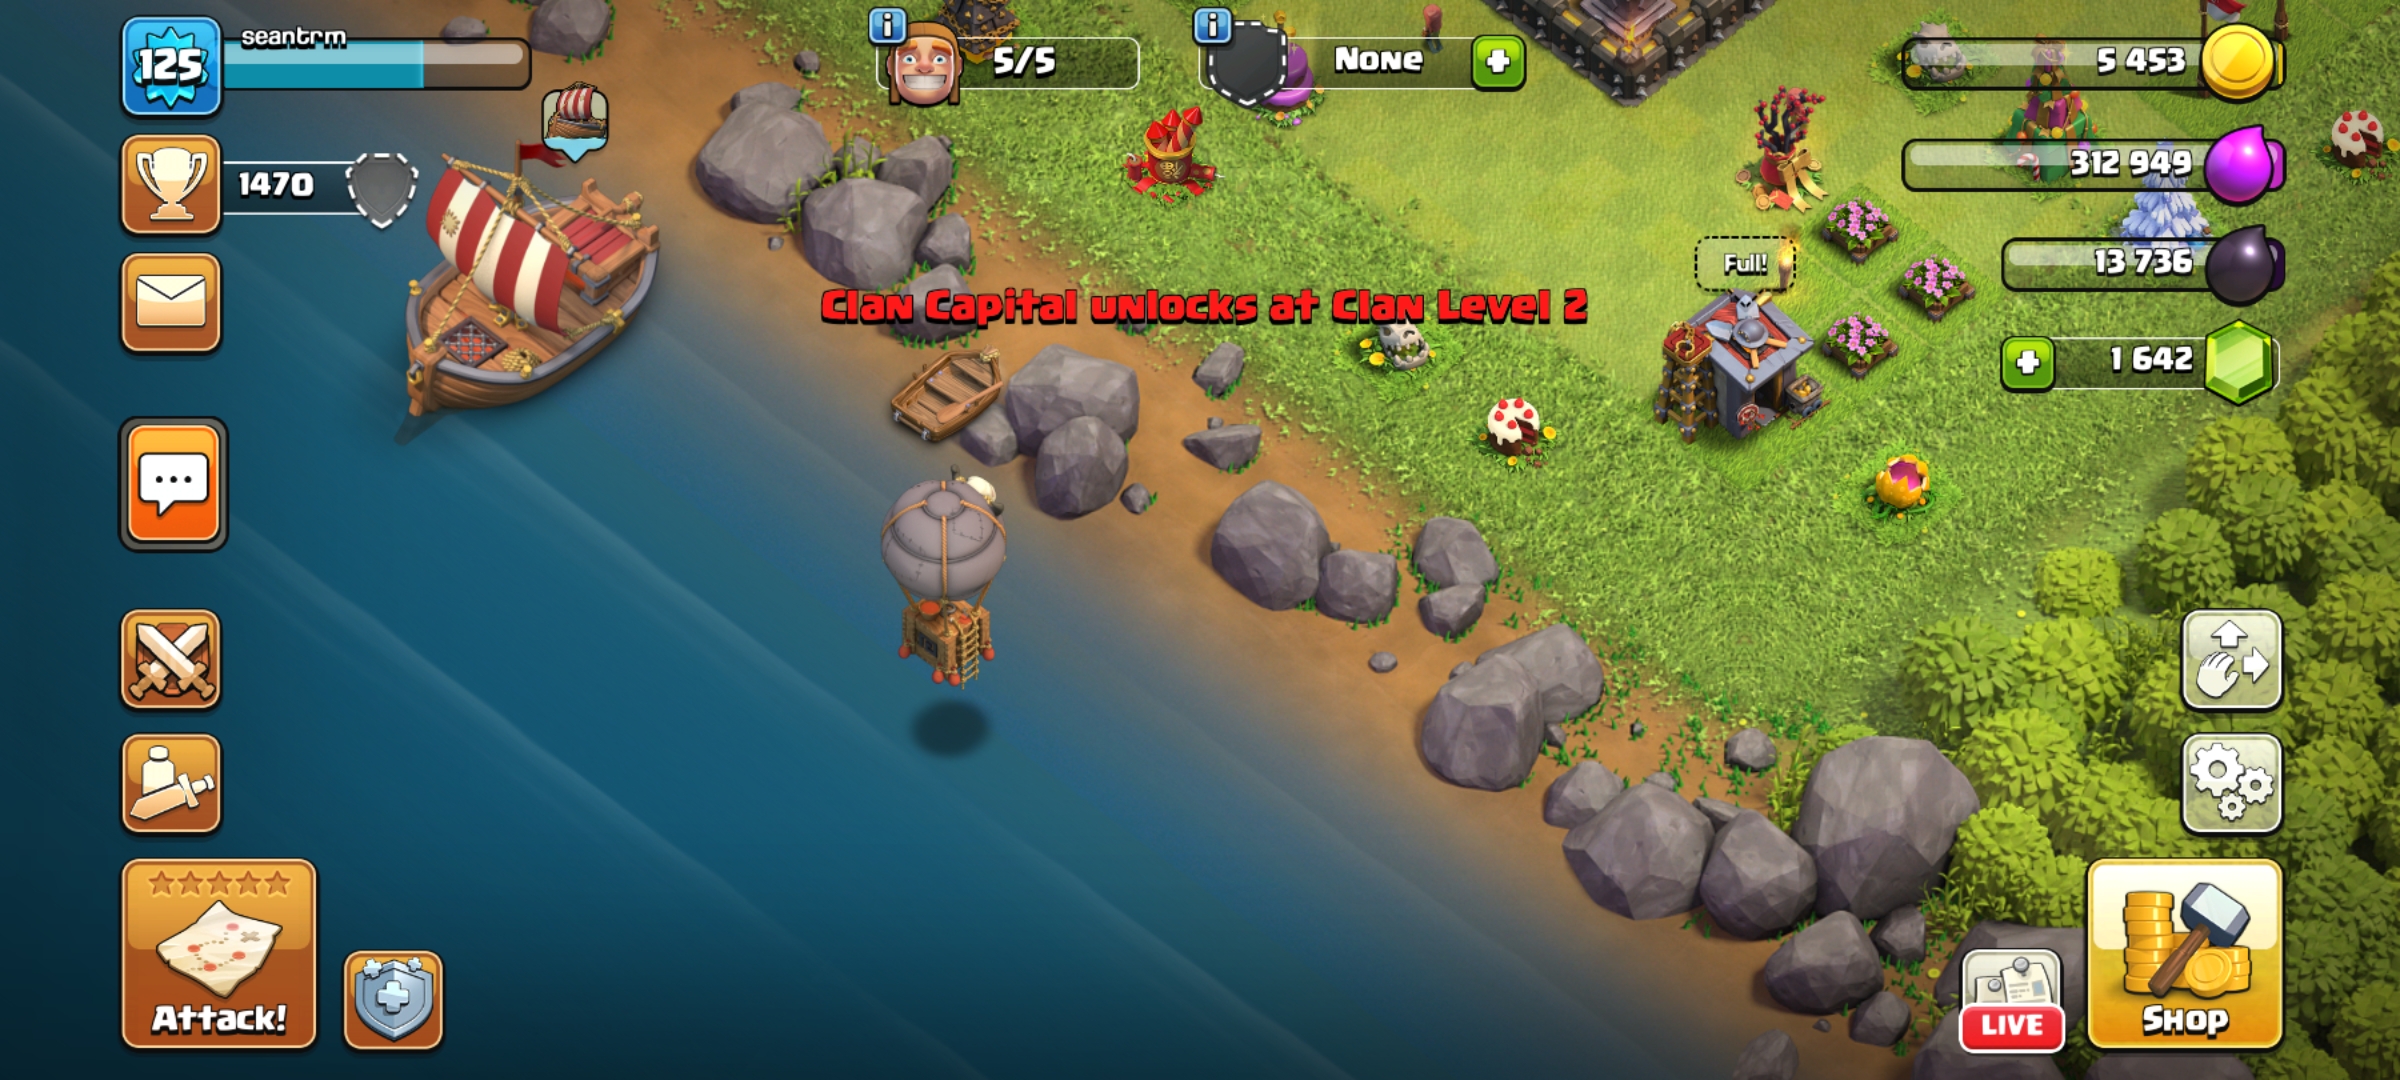 125
seantrm
5/5
None
5 453
1470
312 949
Full!
13 736
Clan Capital unlocks at Clan Level 2
1 642
Attack!
LIVE
Shop